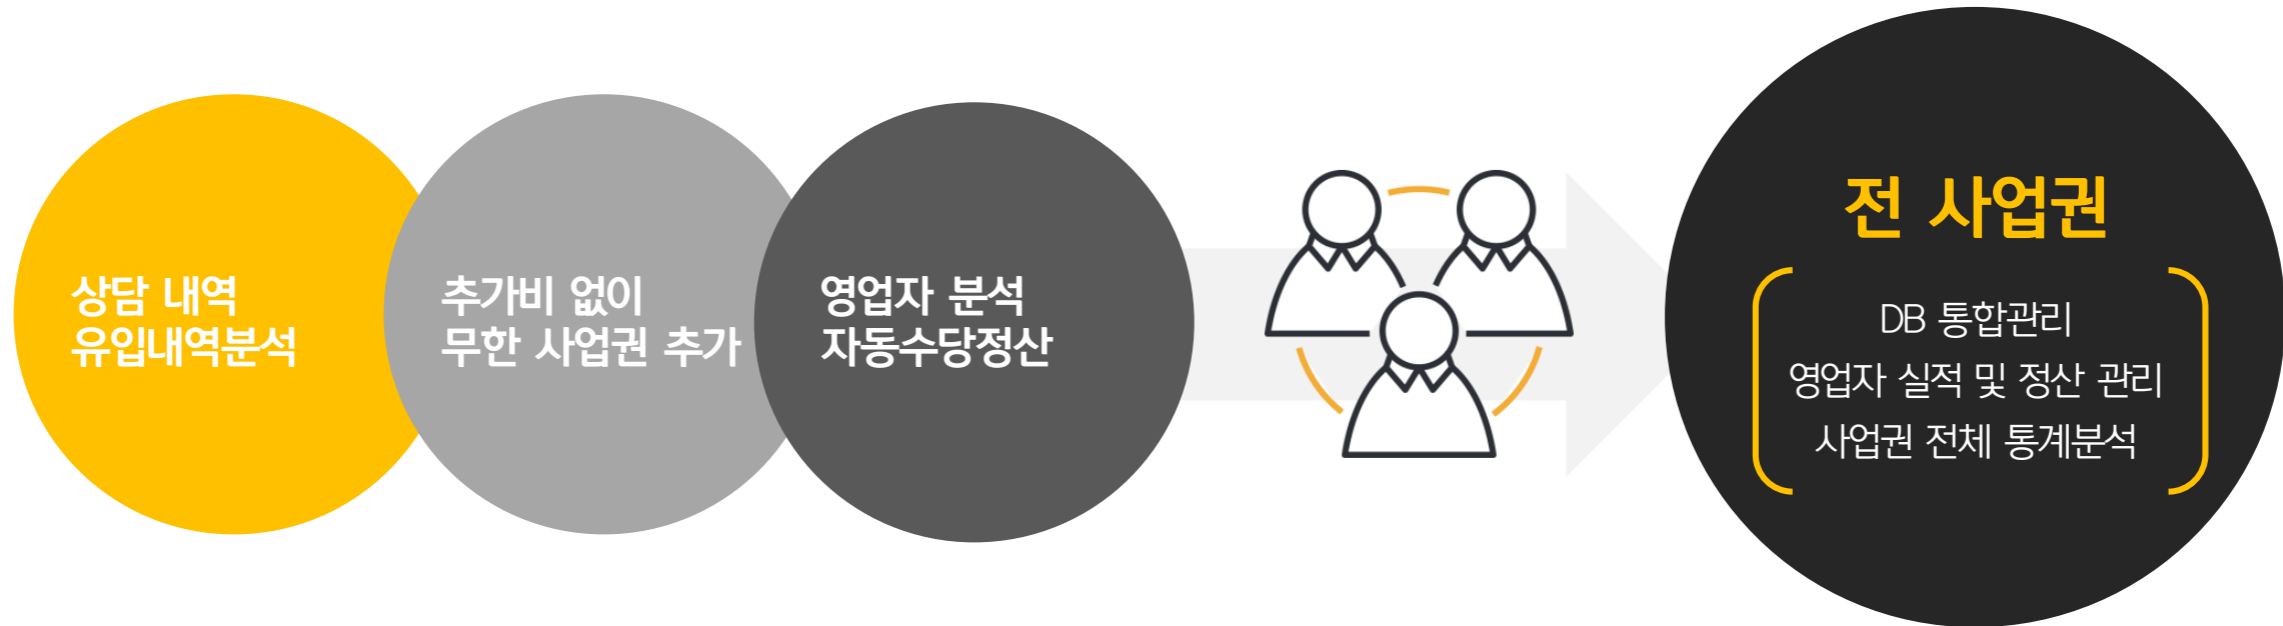 상담 내역
유입내역분석
추가비 없이
무한 사업권 추가
영업자 분석
자동수당정산
전 사업권
DB 통합관리
영업자 실적 및 정산 관리
사업권 전체 통계분석